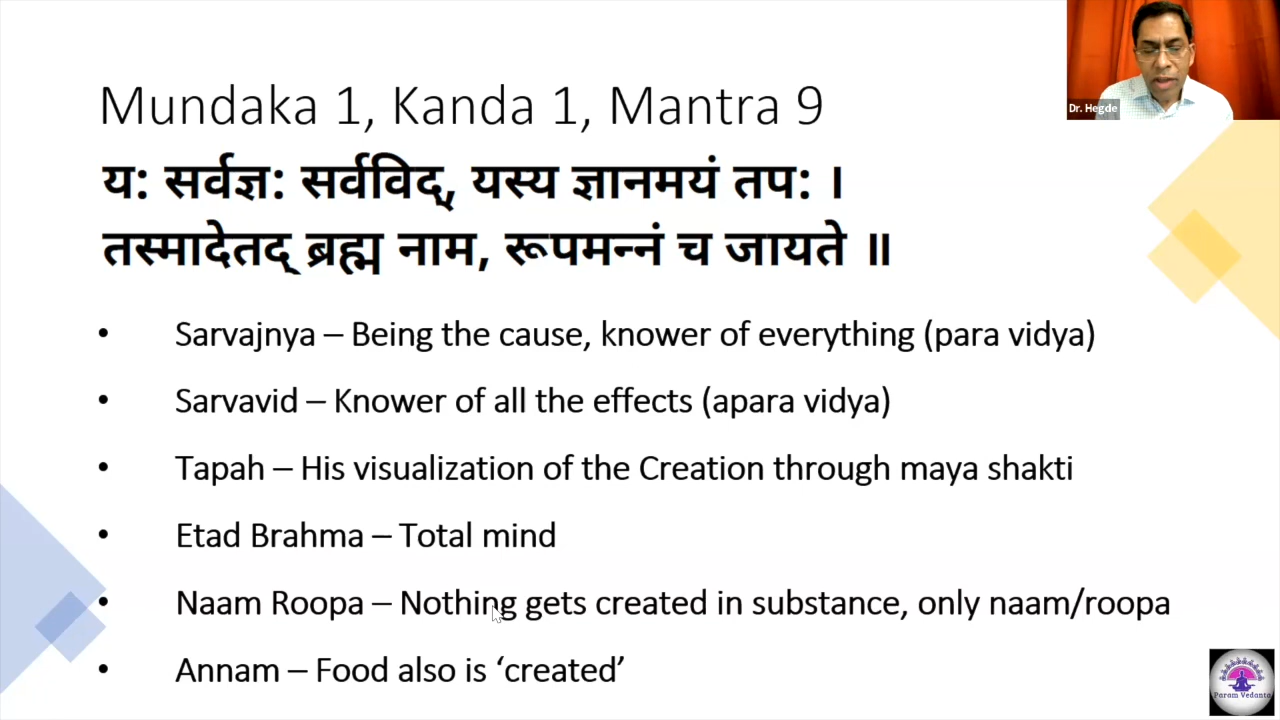 Dr. Hegde
Mundaka 1, Kanda 1, Mantra 9
य: सर्वज्ञ: सर्वविद्, यस्य ज्ञानमयं तप: ।
तस्मादेतद् ब्रह्म नाम, रूपमन्नं च जायते ॥
• Sarvajnya – Being the cause, knower of everything (para vidya)
• Sarvavid – Knower of all the effects (apara vidya)
• Tapah – His visualization of the Creation through maya shakti
• Etad Brahma – Total mind
• Naam Roopa – Nothing gets created in substance, only naam/roopa
• Annam – Food also is ‘created’
Param Vedanta